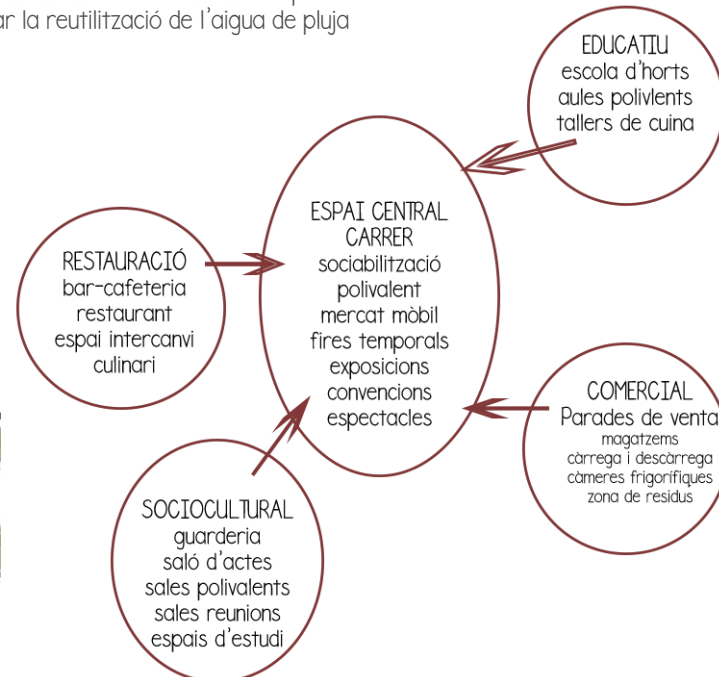 ar la reutilització de l'aigua de pluja
EDUCATIU
escola d'horts
aules polivlents
tallers de cuina
ESPAI CENTRAL
CARRER
sociabilització
polivalent
mercat mòbil
fires temporals
exposicions
convencions
espectacles
RESTAURACIÓ
bar-cafeteria
restaurant
espai intercanvi
culinari
COMERCIAL
Parades de venta
magatzems
càrrega i descàrrega
càmeres frigorífiques
zona de residus
SOCIOCULTURAL
guarderia
saló d'actes
sales polivalents
sales reunions
espais d'estudi